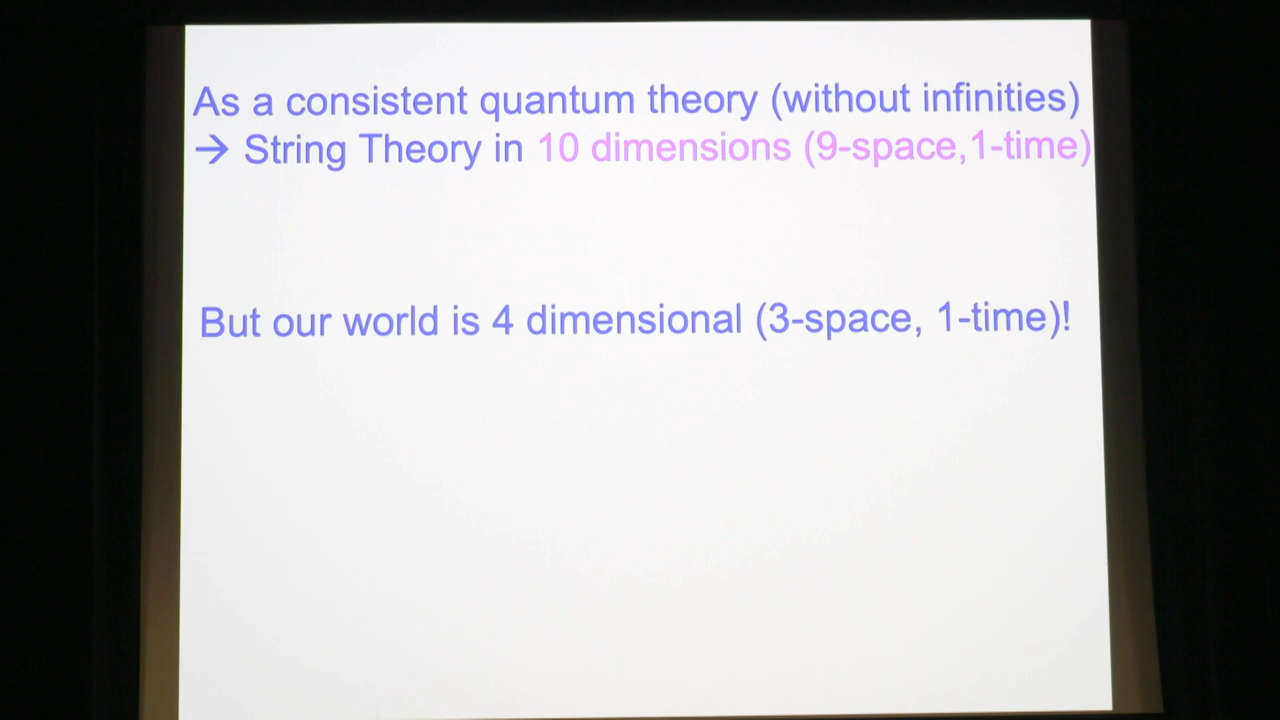 As a consistent quantum theory (without infinities)
→ String Theory in 10 dimensions (9-space,1-time)
But our world is 4 dimensional (3-space, 1-time)!